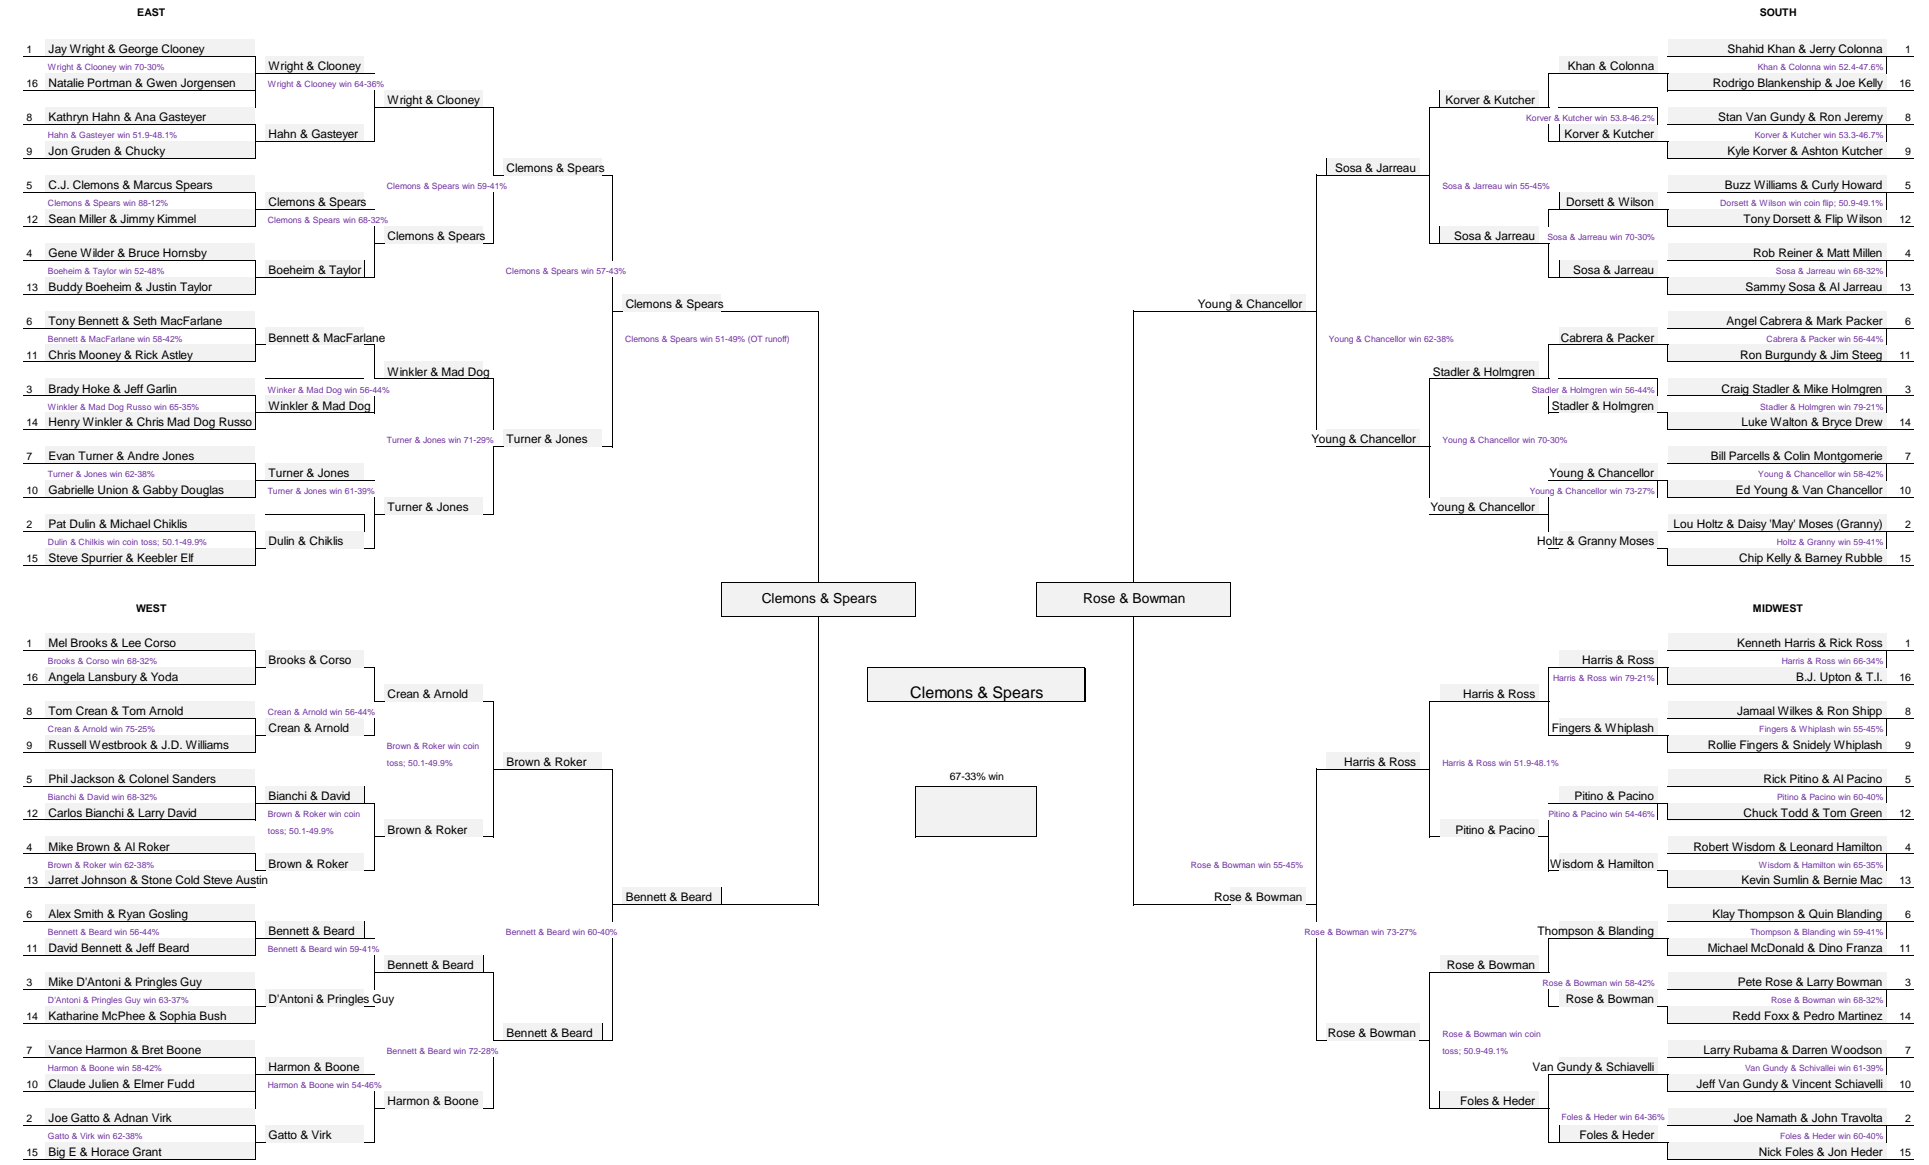 EAST
1 Jay Wright & George Clooney
Wright & Clooney win 70-30%
16 Natalie Portman & Gwen Jorgensen
8 Kathryn Hahn & Ana Gasteyer
Hahn & Gasteyer win 51.9-48.1%
9 Jon Gruden & Chucky
5 C.J. Clemons & Marcus Spears
Clemons & Spears win 88-12%
12 Sean Miller & Jimmy Kimmel
4 Gene Wilder & Bruce Hornsby
Boeheim & Taylor win 52-48%
13 Buddy Boeheim & Justin Taylor
6 Tony Bennett & Seth MacFarlane
Bennett & MacFarlane win 58-42%
11 Chris Mooney & Rick Astley
3 Brady Hoke & Jeff Garlin
Winkler & Mad Dog Russo win 65-35%
14 Henry Winkler & Chris Mad Dog Russo
7 Evan Turner & Andre Jones
Turner & Jones win 62-38%
10 Gabrielle Union & Gabby Douglas
2 Pat Dulin & Michael Chiklis
Dulin & Chilkis win coin toss; 50.1-49.9%
15 Steve Spurrier & Keebler Elf
Wright & Clooney
Wright & Clooney win 64-36%
Hahn & Gasteyer
Clemons & Spears
Clemons & Spears win 68-32%
Boeheim & Taylor
Bennett & MacFarlane
Winker & Mad Dog win 56-44%
Winkler & Mad Dog
Turner & Jones
Turner & Jones win 61-39%
Dulin & Chiklis
Wright & Clooney
Clemons & Spears win 59-41%
Clemons & Spears
Winkler & Mad Dog
Turner & Jones win 71-29%
Turner & Jones
Clemons & Spears
Clemons & Spears win 57-43%
Turner & Jones
Clemons & Spears
Clemons & Spears win 51-49% (OT runoff)
WEST
1 Mel Brooks & Lee Corso
Brooks & Corso win 68-32%
16 Angela Lansbury & Yoda
8 Tom Crean & Tom Arnold
Crean & Arnold win 75-25%
9 Russell Westbrook & J.D. Williams
5 Phil Jackson & Colonel Sanders
Bianchi & David win 68-32%
12 Carlos Bianchi & Larry David
4 Mike Brown & Al Roker
Brown & Roker win 62-38%
13 Jarret Johnson & Stone Cold Steve Austin
6 Alex Smith & Ryan Gosling
Bennett & Beard win 56-44%
11 David Bennett & Jeff Beard
3 Mike D'Antoni & Pringles Guy
D'Antoni & Pringles Guy win 63-37%
14 Katharine McPhee & Sophia Bush
7 Vance Harmon & Bret Boone
Harmon & Boone win 58-42%
10 Claude Julien & Elmer Fudd
2 Joe Gatto & Adnan Virk
Gatto & Virk win 62-38%
15 Big E & Horace Grant
Brooks & Corso
Crean & Arnold win 56-44%
Crean & Arnold
Bianchi & David
Brown & Roker win coin
toss; 50.1-49.9%
Brown & Roker
Bennett & Beard
Bennett & Beard win 59-41%
D'Antoni & Pringles Guy
Harmon & Boone
Harmon & Boone win 54-46%
Gatto & Virk
Crean & Arnold
Brown & Roker win coin
toss; 50.1-49.9%
Brown & Roker
Bennett & Beard
Bennett & Beard win 72-28%
Harmon & Boone
Brown & Roker
Bennett & Beard win 60-40%
Bennett & Beard
Bennett & Beard
Clemons & Spears
Rose & Bowman
Clemons & Spears
67-33% win
SOUTH
Shahid Khan & Jerry Colonna 1
Khan & Colonna win 52.4-47.6%
Rodrigo Blankenship & Joe Kelly 16
Stan Van Gundy & Ron Jeremy 8
Korver & Kutcher win 53.3-46.7%
Kyle Korver & Ashton Kutcher 9
Buzz Williams & Curly Howard 5
Dorsett & Wilson win coin flip; 50.9-49.1%
Tony Dorsett & Flip Wilson 12
Rob Reiner & Matt Millen 4
Sosa & Jarreau win 68-32%
Sammy Sosa & Al Jarreau 13
Angel Cabrera & Mark Packer 6
Cabrera & Packer win 56-44%
Ron Burgundy & Jim Steeg 11
Craig Stadler & Mike Holmgren 3
Stadler & Holmgren win 79-21%
Luke Walton & Bryce Drew 14
Bill Parcells & Colin Montgomerie 7
Young & Chancellor win 58-42%
Ed Young & Van Chancellor 10
Lou Holtz & Daisy 'May' Moses (Granny) 2
Holtz & Granny win 59-41%
Chip Kelly & Barney Rubble 15
Khan & Colonna
Korver & Kutcher win 53.8-46.2%
Korver & Kutcher
Dorsett & Wilson
Sosa & Jarreau win 70-30%
Sosa & Jarreau
Cabrera & Packer
Stadler & Holmgren win 56-44%
Stadler & Holmgren
Young & Chancellor
Young & Chancellor win 73-27%
Holtz & Granny Moses
Korver & Kutcher
Sosa & Jarreau win 55-45%
Sosa & Jarreau
Stadler & Holmgren
Young & Chancellor win 70-30%
Young & Chancellor
Sosa & Jarreau
Young & Chancellor win 62-38%
Young & Chancellor
Young & Chancellor
MIDWEST
Kenneth Harris & Rick Ross 1
Harris & Ross win 66-34%
B.J. Upton & T.I. 16
Jamaal Wilkes & Ron Shipp 8
Fingers & Whiplash win 55-45%
Rollie Fingers & Snidely Whiplash 9
Rick Pitino & Al Pacino 5
Pitino & Pacino win 60-40%
Chuck Todd & Tom Green 12
Robert Wisdom & Leonard Hamilton 4
Wisdom & Hamilton win 65-35%
Kevin Sumlin & Bernie Mac 13
Klay Thompson & Quin Blanding 6
Thompson & Blanding win 59-41%
Michael McDonald & Dino Franza 11
Pete Rose & Larry Bowman 3
Rose & Bowman win 68-32%
Redd Foxx & Pedro Martinez 14
Larry Rubama & Darren Woodson 7
Van Gundy & Schivallei win 61-39%
Jeff Van Gundy & Vincent Schiavelli 10
Joe Namath & John Travolta 2
Foles & Heder win 60-40%
Nick Foles & Jon Heder 15
Harris & Ross
Harris & Ross win 79-21%
Fingers & Whiplash
Pitino & Pacino
Pitino & Pacino win 54-46%
Wisdom & Hamilton
Thompson & Blanding
Rose & Bowman win 58-42%
Rose & Bowman
Van Gundy & Schiavelli
Foles & Heder win 64-36%
Foles & Heder
Harris & Ross
Harris & Ross win 51.9-48.1%
Pitino & Pacino
Rose & Bowman
Rose & Bowman win coin
toss; 50.9-49.1%
Foles & Heder
Harris & Ross
Rose & Bowman win 73-27%
Rose & Bowman
Rose & Bowman win 55-45%
Rose & Bowman